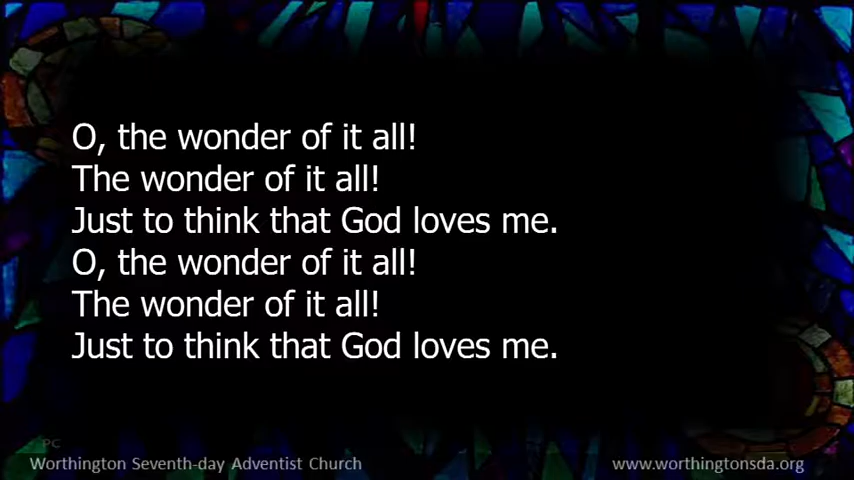 O, the wonder of it all!
The wonder of it all!
Just to think that God loves me.
O, the wonder of it all!
The wonder of it all!
Just to think that God loves me.
PC
Worthington Seventh-day Adventist Church
www.worthingtonsda.org